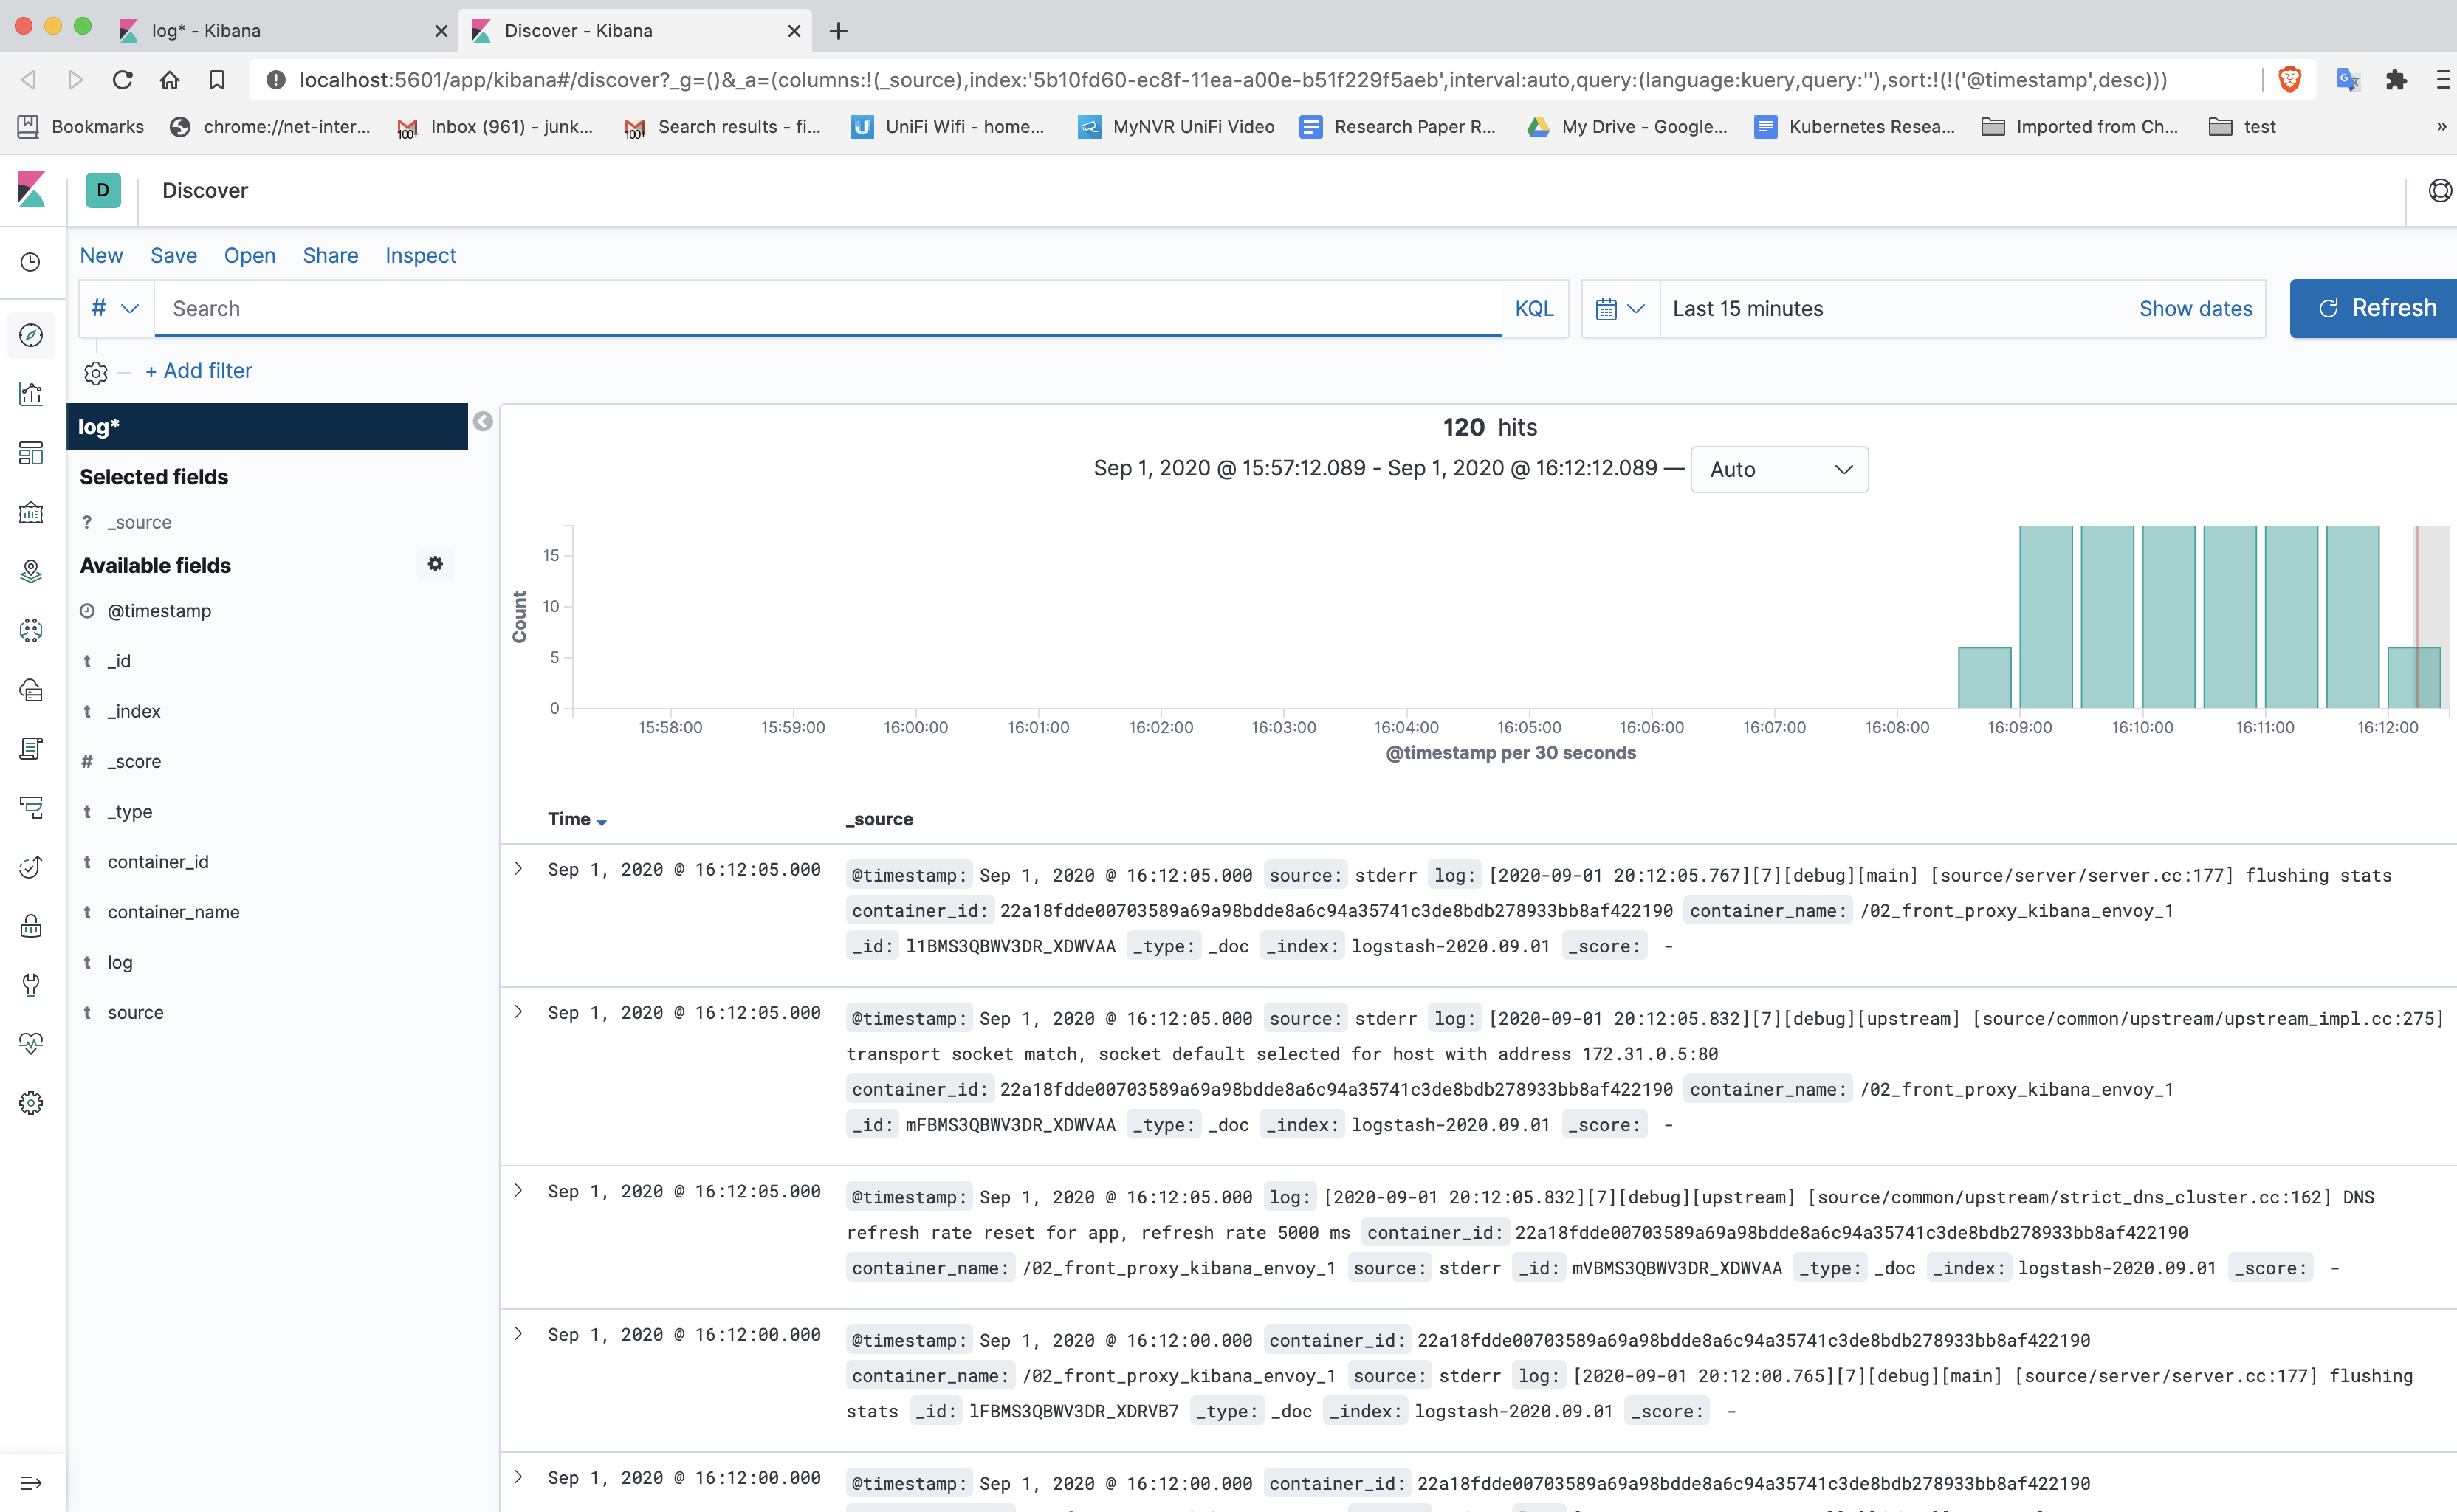 log* - Kibana
Discover - Kibana
localhost:5601/app/kibana#/discover?_g=()&_a=(columns:!(_source),index:'5b10fd60-ec8f-11ea-a00e-b51f229f5aeb',interval:auto,query:(language:kuery,query:''),sort:!(!('@timestamp',desc)))
Bookmarks chrome://net-inter... Inbox (961) - junk... Search results - fi... UniFi Wifi - home... MyNVR UniFi Video Research Paper R... My Drive - Google... Kubernetes Resea... Imported from Ch... test »
D Discover
New Save Open Share Inspect
# Search KQL Last 15 minutes Show dates Refresh
+ Add filter
log*
Selected fields
? _source
Available fields
@timestamp
t _id
t _index
# _score
t _type
t container_id
t container_name
t log
t source
120 hits
Sep 1, 2020 @ 15:57:12.089 - Sep 1, 2020 @ 16:12:12.089 — Auto
Count
15
10
5
0
15:58:00 15:59:00 16:00:00 16:01:00 16:02:00 16:03:00 16:04:00 16:05:00 16:06:00 16:07:00 16:08:00 16:09:00 16:10:00 16:11:00 16:12:00
@timestamp per 30 seconds
Time _source
Sep 1, 2020 @ 16:12:05.000 @timestamp: Sep 1, 2020 @ 16:12:05.000 source: stderr log: [2020-09-01 20:12:05.767][7][debug][main] [source/server/server.cc:177] flushing stats
container_id: 22a18fdde00703589a69a98bdde8a6c94a35741c3de8bdb278933bb8af422190 container_name: /02_front_proxy_kibana_envoy_1
_id: l1BMS3QBWV3DR_XDWVAA _type: _doc _index: logstash-2020.09.01 _score: -
Sep 1, 2020 @ 16:12:05.000 @timestamp: Sep 1, 2020 @ 16:12:05.000 source: stderr log: [2020-09-01 20:12:05.832][7][debug][upstream] [source/common/upstream/upstream_impl.cc:275]
transport socket match, socket default selected for host with address 172.31.0.5:80
container_id: 22a18fdde00703589a69a98bdde8a6c94a35741c3de8bdb278933bb8af422190 container_name: /02_front_proxy_kibana_envoy_1
_id: mFBMS3QBWV3DR_XDWVAA _type: _doc _index: logstash-2020.09.01 _score: -
Sep 1, 2020 @ 16:12:05.000 @timestamp: Sep 1, 2020 @ 16:12:05.000 log: [2020-09-01 20:12:05.832][7][debug][upstream] [source/common/upstream/strict_dns_cluster.cc:162] DNS
refresh rate reset for app, refresh rate 5000 ms container_id: 22a18fdde00703589a69a98bdde8a6c94a35741c3de8bdb278933bb8af422190
container_name: /02_front_proxy_kibana_envoy_1 source: stderr _id: mVBMS3QBWV3DR_XDWVAA _type: _doc _index: logstash-2020.09.01 _score: -
Sep 1, 2020 @ 16:12:00.000 @timestamp: Sep 1, 2020 @ 16:12:00.000 container_id: 22a18fdde00703589a69a98bdde8a6c94a35741c3de8bdb278933bb8af422190
container_name: /02_front_proxy_kibana_envoy_1 source: stderr log: [2020-09-01 20:12:00.765][7][debug][main] [source/server/server.cc:177] flushing
stats _id: lFBMS3QBWV3DR_XDRVB7 _type: _doc _index: logstash-2020.09.01 _score: -
Sep 1, 2020 @ 16:12:00.000 @timestamp: Sep 1, 2020 @ 16:12:00.000 container_id: 22a18fdde00703589a69a98bdde8a6c94a35741c3de8bdb278933bb8af422190